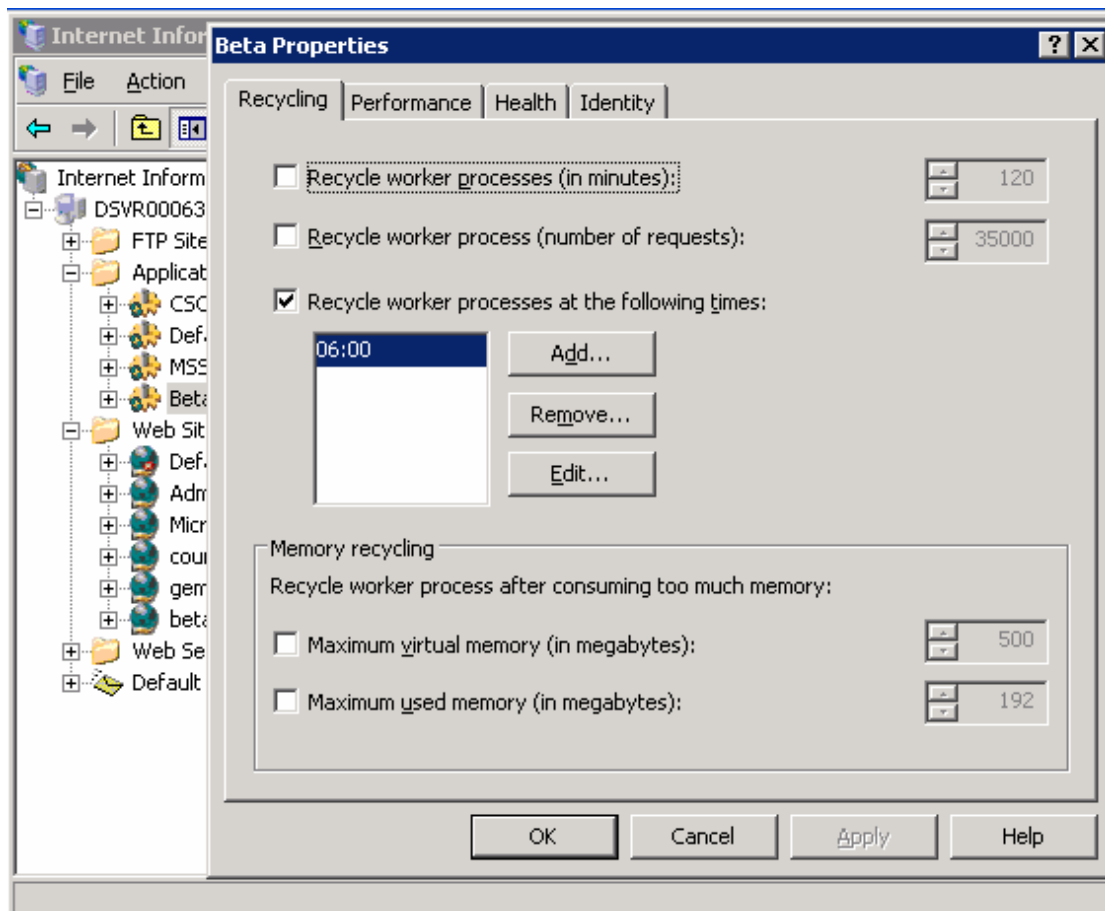 Internet Infor
Beta Properties
File Action
Recycling Performance Health Identity
Internet Inform
DSVR00063
FTP Site
Applicat
CSC
Def
MSS
Beta
Web Sit
Def
Adm
Micr
cour
gem
beta
Web Se
Default
Recycle worker processes (in minutes): 120
Recycle worker process (number of requests): 35000
Recycle worker processes at the following times:
06:00
Add...
Remove...
Edit...
Memory recycling
Recycle worker process after consuming too much memory:
Maximum virtual memory (in megabytes): 500
Maximum used memory (in megabytes): 192
OK Cancel Apply Help